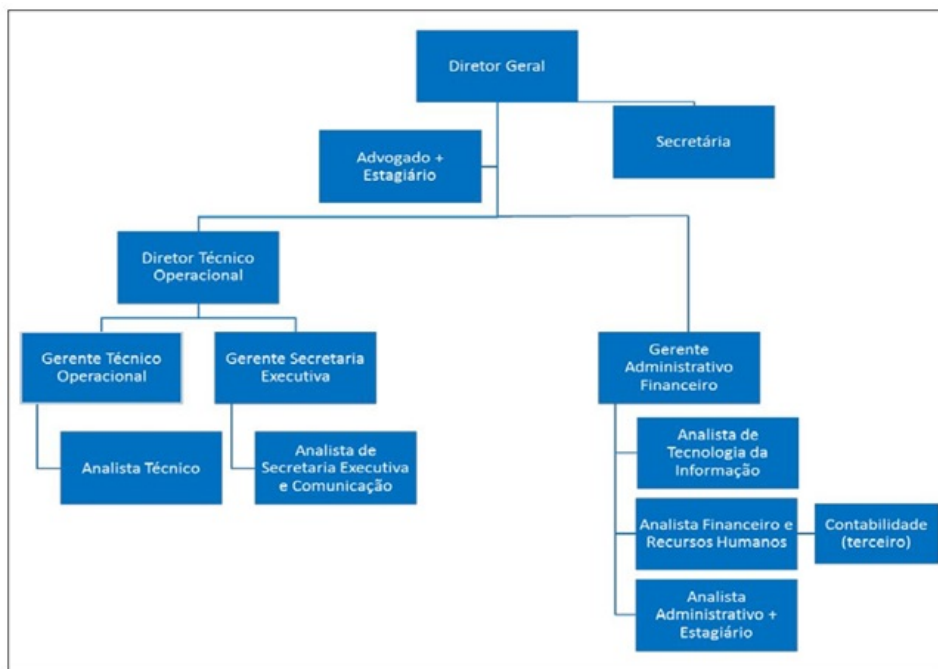 Diretor Geral
Secretária
Advogado +
Estagiário
Diretor Técnico
Operacional
Gerente Técnico
Operacional
Gerente Secretaria
Executiva
Gerente
Administrativo
Financeiro
Analista Técnico
Analista de
Secretaria Executiva
e Comunicação
Analista de
Tecnologia da
Informação
Analista Financeiro e
Recursos Humanos
Contabilidade
(terceiro)
Analista
Administrativo +
Estagiário